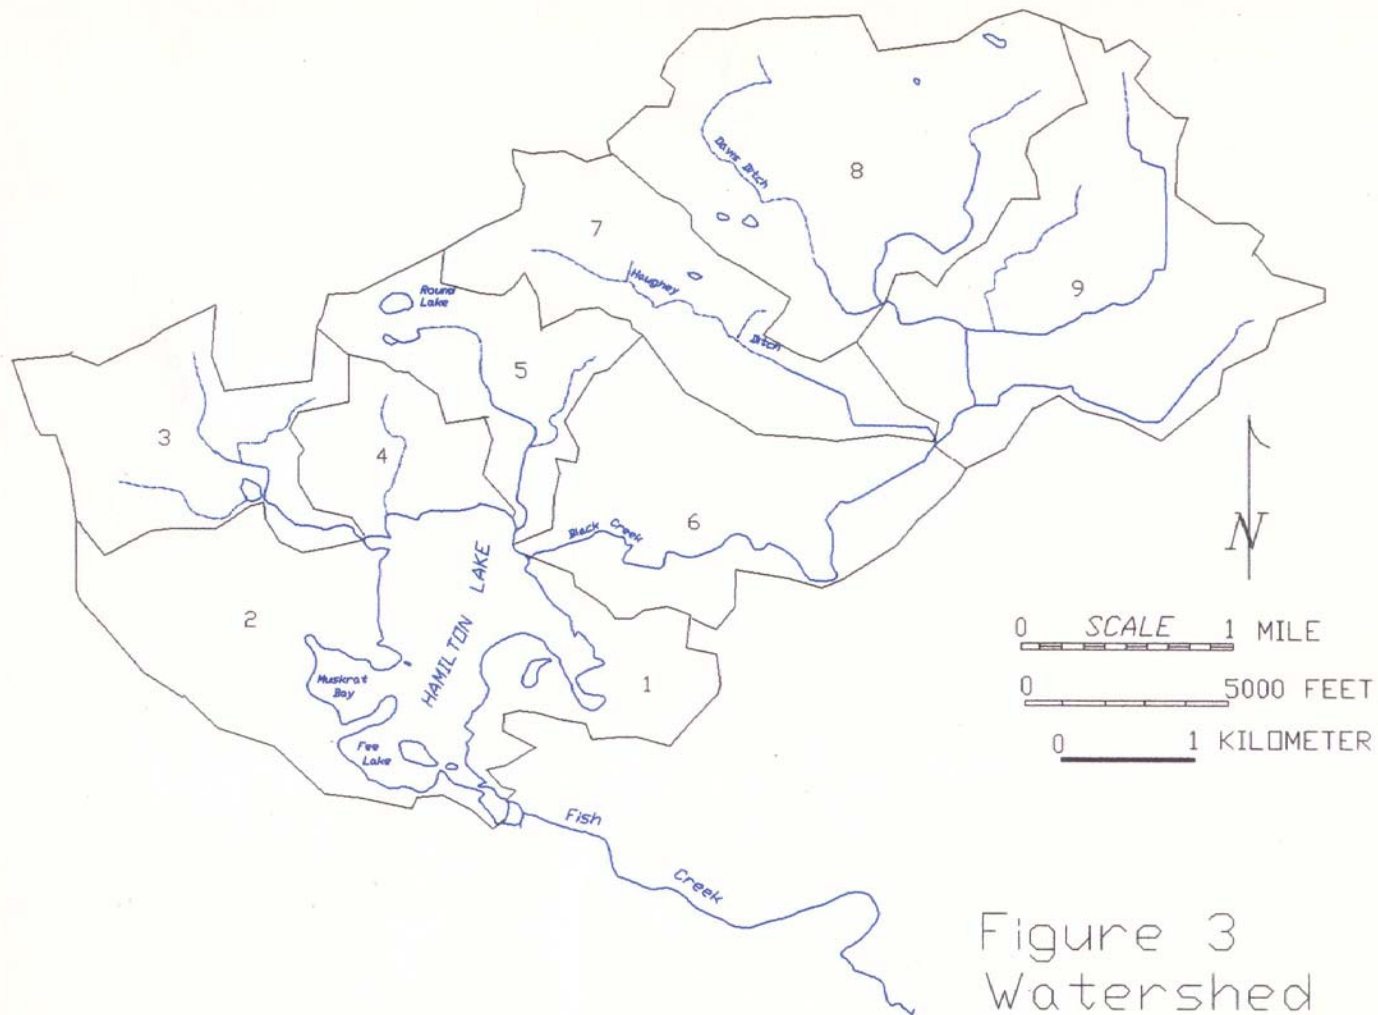 8
Daws Ditch
7
9
Haughey
Ditch
Round
Lake
5
3
4
6
Black Creek
HAMILTON LAKE
2
1
Muskrat
Bay
Fee
Lake
Fish
Creek
N
0 SCALE 1 MILE
0 5000 FEET
0 1 KILOMETER
Figure 3
Watershed